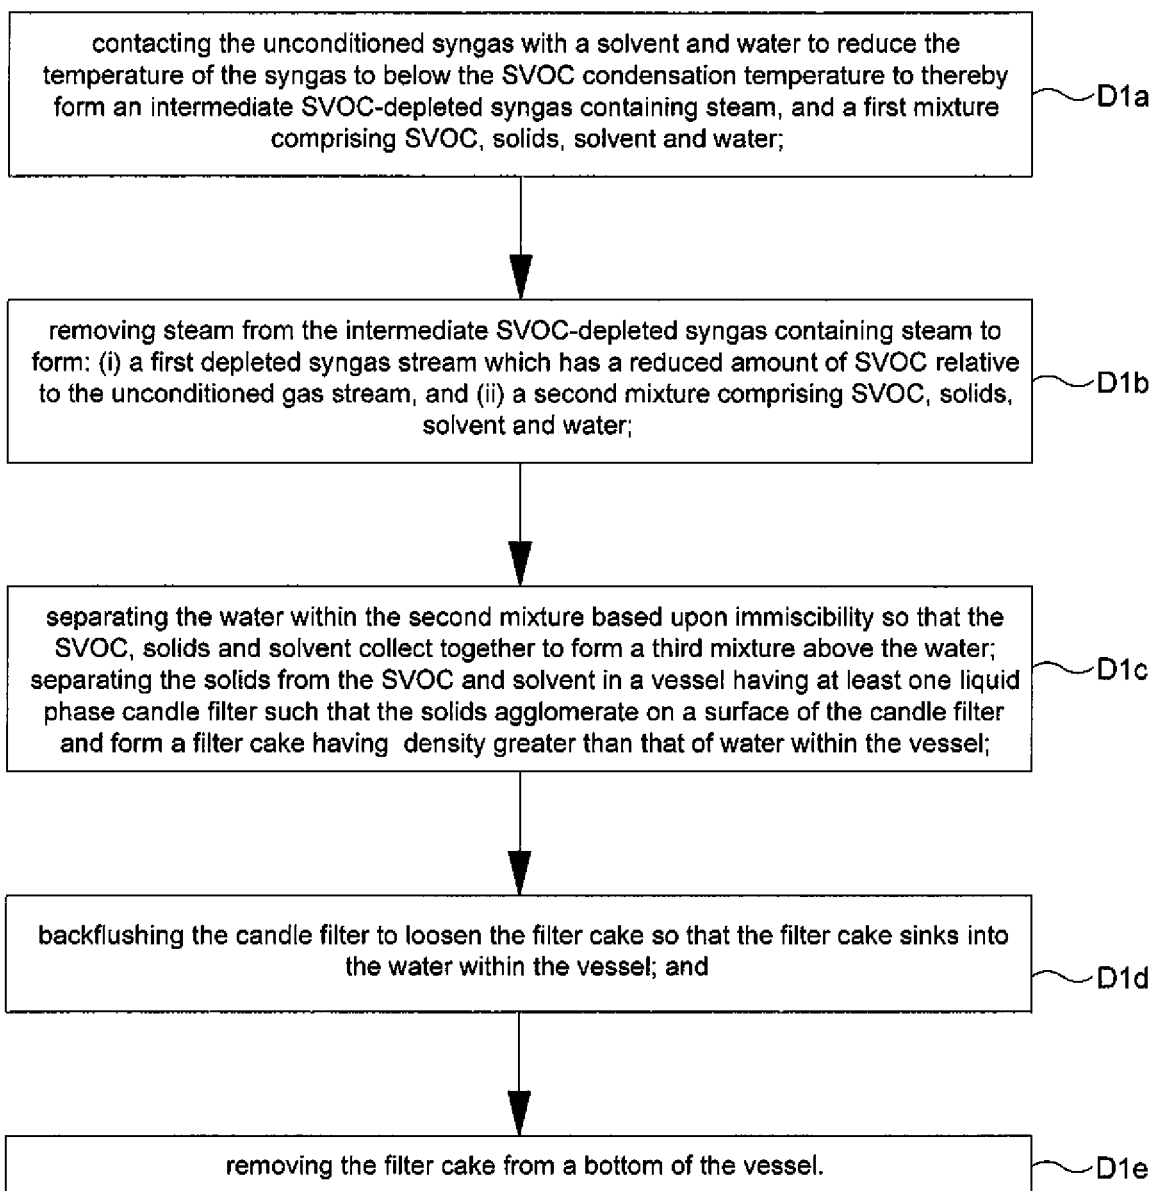 contacting the unconditioned syngas with a solvent and water to reduce the
temperature of the syngas to below the SVOC condensation temperature to thereby
form an intermediate SVOC-depleted syngas containing steam, and a first mixture
comprising SVOC, solids, solvent and water;
D1a
removing steam from the intermediate SVOC-depleted syngas containing steam to
form: (i) a first depleted syngas stream which has a reduced amount of SVOC relative
to the unconditioned gas stream, and (ii) a second mixture comprising SVOC, solids,
solvent and water;
D1b
separating the water within the second mixture based upon immiscibility so that the
SVOC, solids and solvent collect together to form a third mixture above the water;
separating the solids from the SVOC and solvent in a vessel having at least one liquid
phase candle filter such that the solids agglomerate on a surface of the candle filter
and form a filter cake having density greater than that of water within the vessel;
D1c
backflushing the candle filter to loosen the filter cake so that the filter cake sinks into
the water within the vessel; and
D1d
removing the filter cake from a bottom of the vessel.
D1e